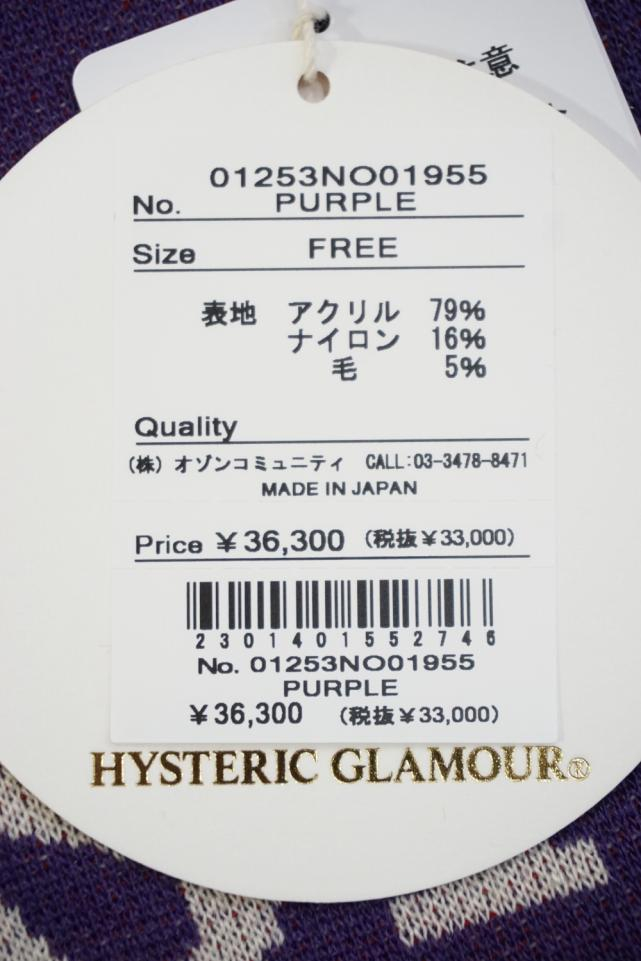 意
01253NO01955
No. PURPLE
Size FREE
表地 アクリル 79%
ナイロン 16%
毛 5%
Quality
(株) オゾンコミュニティ CALL:03-3478-8471
MADE IN JAPAN
Price ¥36,300 (税抜¥33,000)
2301401552746
No. 01253NO01955
PURPLE
¥36,300 (税抜¥33,000)
HYSTERIC GLAMOUR®